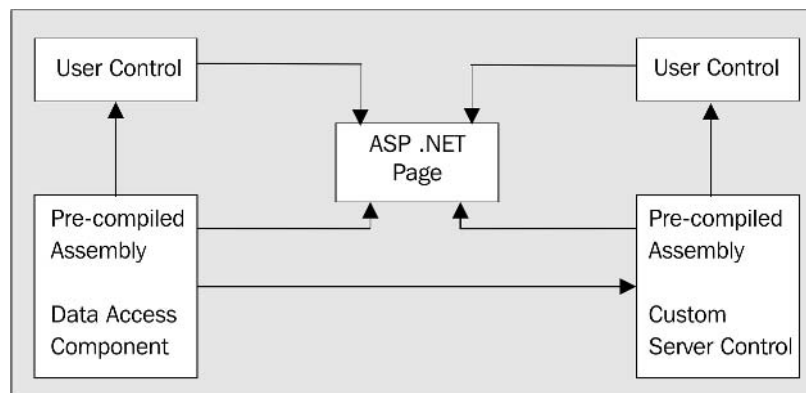 User Control
User Control
ASP .NET
Page
Pre-compiled
Assembly
Data Access
Component
Pre-compiled
Assembly
Custom
Server Control